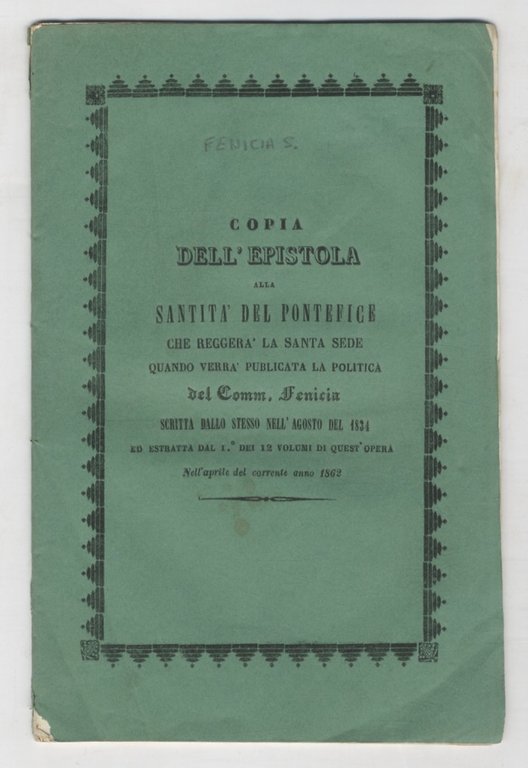 FENICIA S.
COPIA
DELL'EPISTOLA
ALLA
SANTITA' DEL PONTEFICE
CHE REGGERA' LA SANTA SEDE
QUANDO VERRA' PUBLICATA LA POLITICA
del Comm. Fenicia
SCRITTA DALLO STESSO NELL'AGOSTO DEL 1834
ED ESTRATTA DAL 1.° DEI 12 VOLUMI DI QUEST'OPERA
Nell'aprile del corrente anno 1862